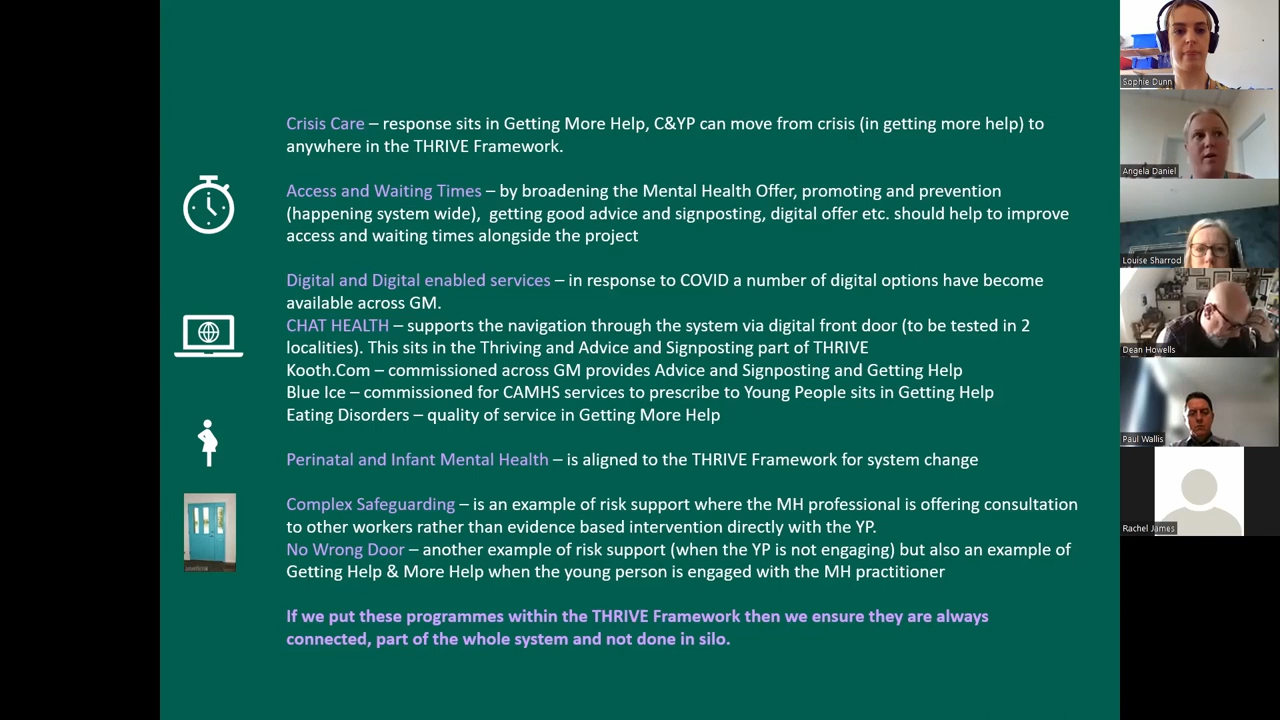 Crisis Care – response sits in Getting More Help, C&YP can move from crisis (in getting more help) to
anywhere in the THRIVE Framework.
Access and Waiting Times – by broadening the Mental Health Offer, promoting and prevention
(happening system wide),  getting good advice and signposting, digital offer etc. should help to improve
access and waiting times alongside the project
Digital and Digital enabled services – in response to COVID a number of digital options have become
available across GM.
CHAT HEALTH – supports the navigation through the system via digital front door (to be tested in 2
localities). This sits in the Thriving and Advice and Signposting part of THRIVE
Kooth.Com – commissioned across GM provides Advice and Signposting and Getting Help
Blue Ice – commissioned for CAMHS services to prescribe to Young People sits in Getting Help
Eating Disorders – quality of service in Getting More Help
Perinatal and Infant Mental Health – is aligned to the THRIVE Framework for system change
Complex Safeguarding – is an example of risk support where the MH professional is offering consultation
to other workers rather than evidence based intervention directly with the YP.
No Wrong Door – another example of risk support (when the YP is not engaging) but also an example of
Getting Help & More Help when the young person is engaged with the MH practitioner
If we put these programmes within the THRIVE Framework then we ensure they are always
connected, part of the whole system and not done in silo.
Sophie Dunn
Angela Daniel
Louise Sharrod
Dean Howells
Paul Wallis
Rachel James